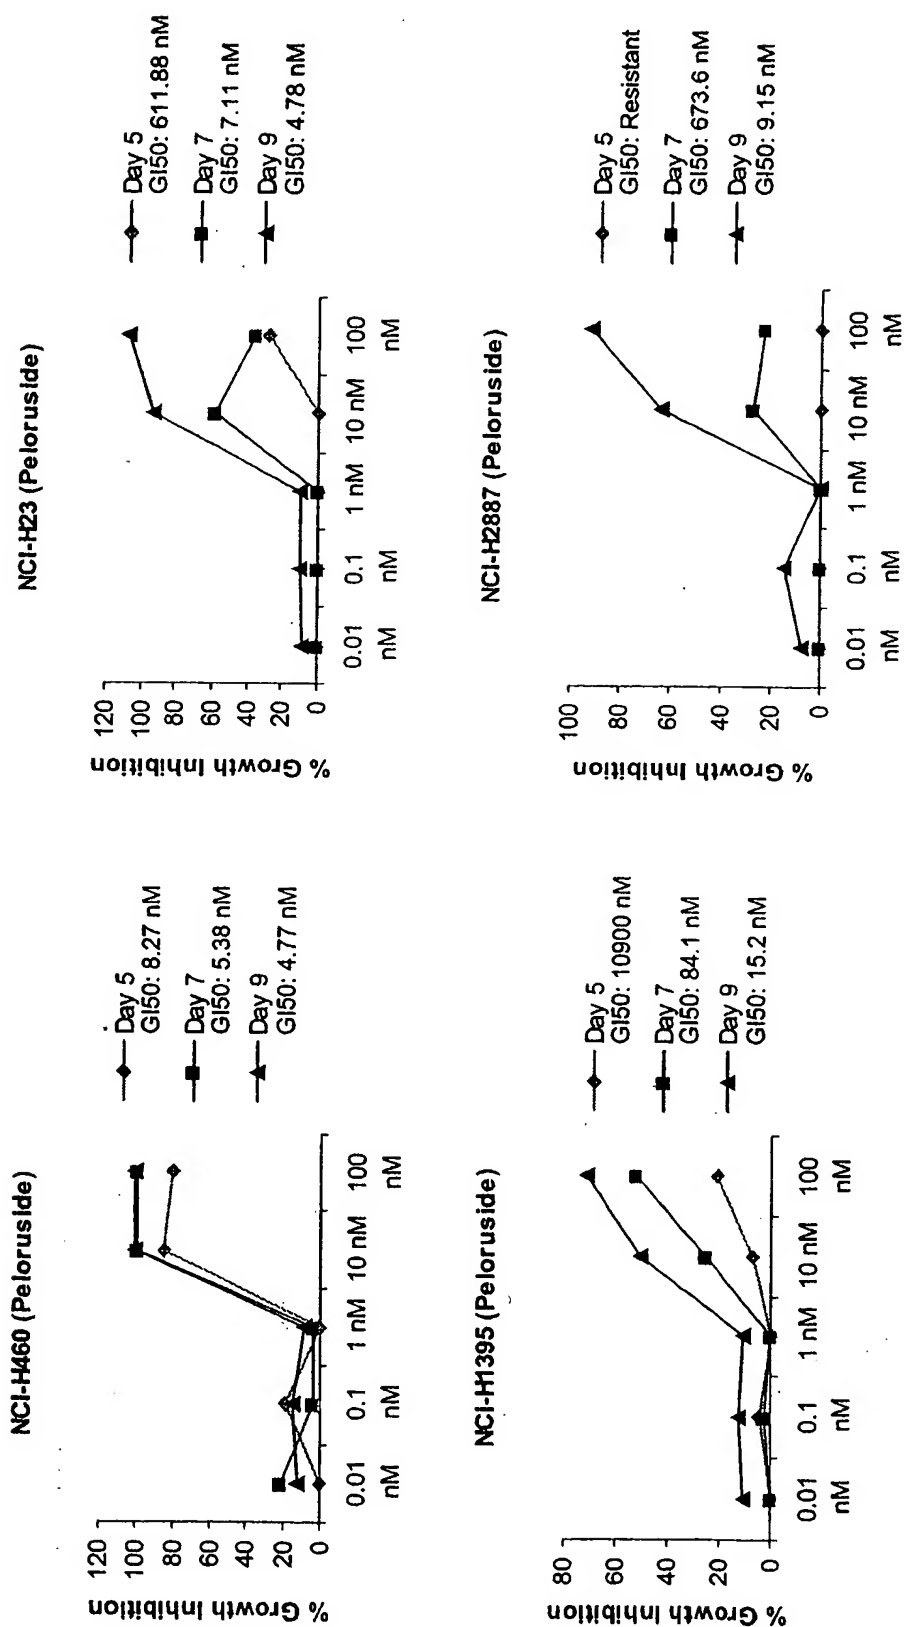 NCI-H460 (Peloruside)
% Growth Inhibition
120
100
80
60
40
20
0
0.01 nM
0.1 nM
1 nM
10 nM
100 nM
Day 5
GI50: 8.27 nM
Day 7
GI50: 5.38 nM
Day 9
GI50: 4.77 nM
NCI-H23 (Peloruside)
% Growth Inhibition
120
100
80
60
40
20
0
0.01 nM
0.1 nM
1 nM
10 nM
100 nM
Day 5
GI50: 611.88 nM
Day 7
GI50: 7.11 nM
Day 9
GI50: 4.78 nM
NCI-H1395 (Peloruside)
% Growth Inhibition
80
60
40
20
0
0.01 nM
0.1 nM
1 nM
10 nM
100 nM
Day 5
GI50: 10900 nM
Day 7
GI50: 84.1 nM
Day 9
GI50: 15.2 nM
NCI-H2887 (Peloruside)
% Growth Inhibition
100
80
60
40
20
0
0.01 nM
0.1 nM
1 nM
10 nM
100 nM
Day 5
GI50: Resistant
Day 7
GI50: 673.6 nM
Day 9
GI50: 9.15 nM